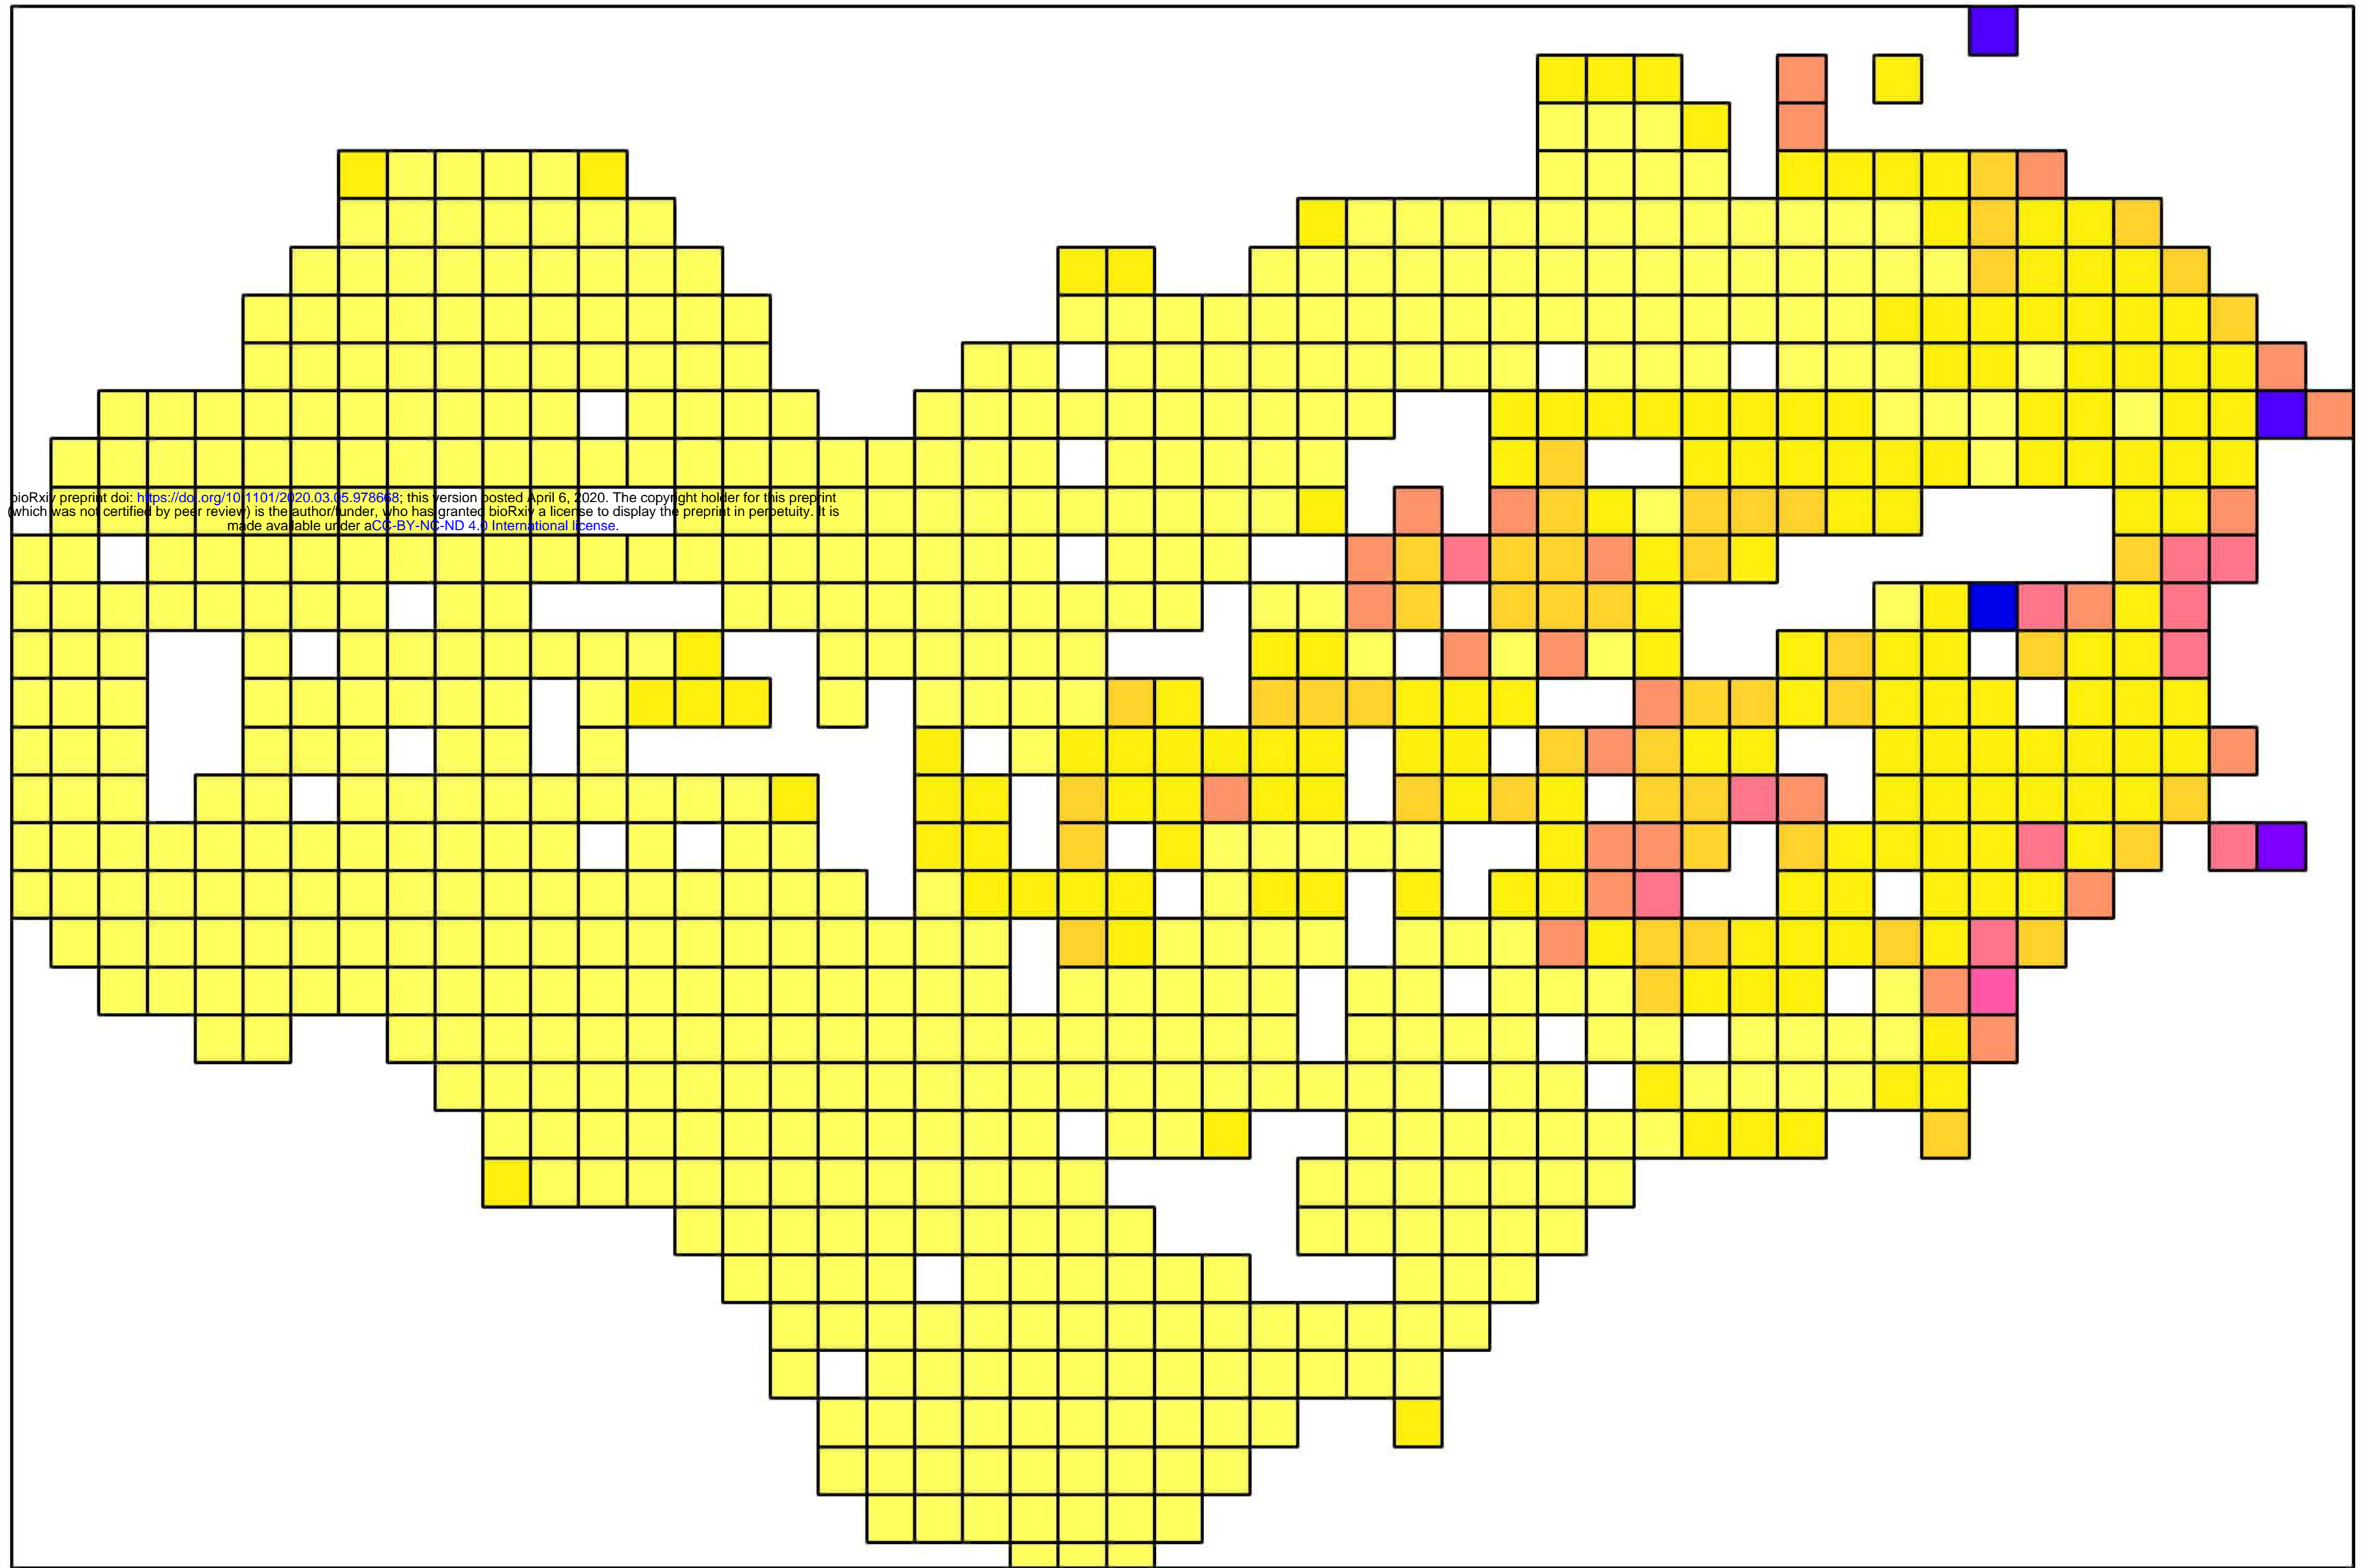 bioRxiv preprint doi: https://doi.org/10.1101/2020.03.05.978668; this version posted April 6, 2020. The copyright holder for this preprint
(which was not certified by peer review) is the author/funder, who has granted bioRxiv a license to display the preprint in perpetuity. It is
made available under aCC-BY-NC-ND 4.0 International license.